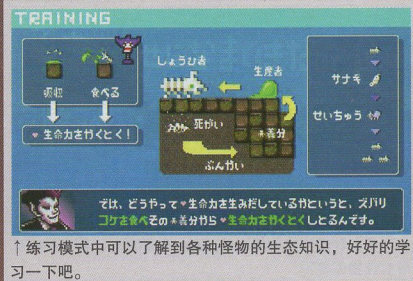 TRAINING
しょうひ者
生産者
サナギ
吸収
食べる
せいちゅう
♥生命力をかくとく!
死がい
養分
ぶんかい
では、どうやって♥生命力を生みだしているかというと、ズバリ
コケを食べその養分から♥生命力をかくとくしとるんです。
↑练习模式中可以了解到各种怪物的生态知识，好好的学
习一下吧。